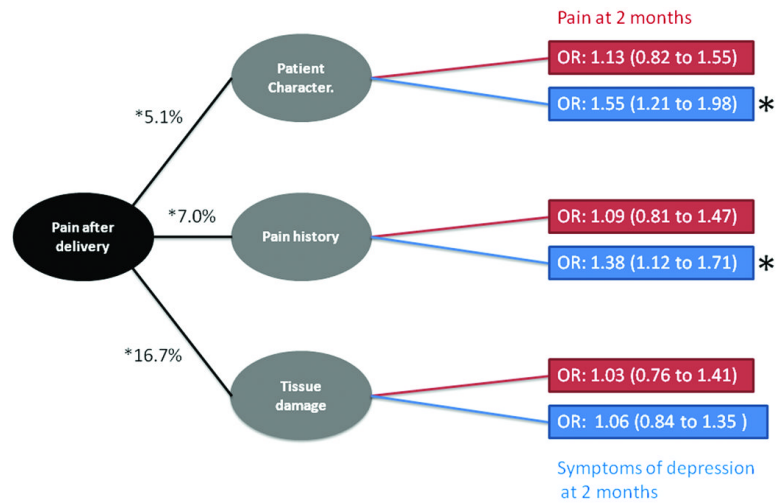 Pain at 2 months
Patient
Character.
OR: 1.13 (0.82 to 1.55)
OR: 1.55 (1.21 to 1.98)
*
*5.1%
Pain after
delivery
*7.0%
Pain history
OR: 1.09 (0.81 to 1.47)
OR: 1.38 (1.12 to 1.71)
*
*16.7%
Tissue
damage
OR: 1.03 (0.76 to 1.41)
OR: 1.06 (0.84 to 1.35 )
Symptoms of depression
at 2 months